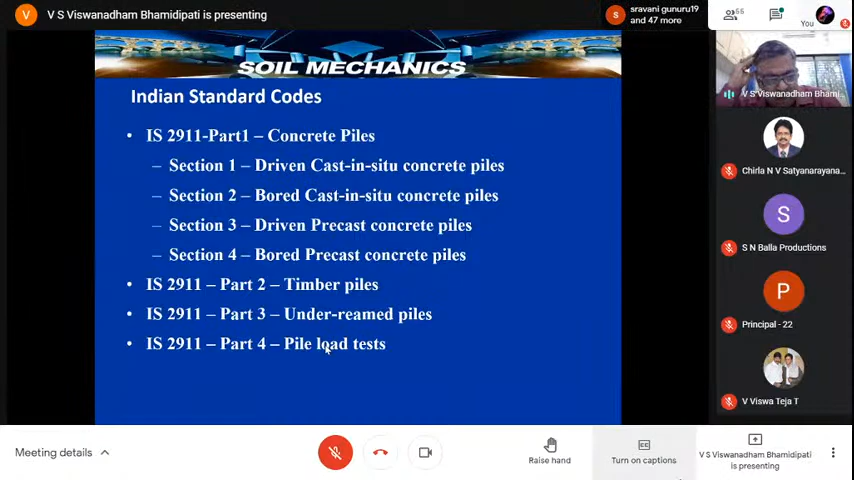 V
V S Viswanadham Bhamidipati is presenting
S
sravani gunuru19
and 47 more
You
SOIL MECHANICS
Indian Standard Codes
• IS 2911-Part1 – Concrete Piles
– Section 1 – Driven Cast-in-situ concrete piles
– Section 2 – Bored Cast-in-situ concrete piles
– Section 3 – Driven Precast concrete piles
– Section 4 – Bored Precast concrete piles
• IS 2911 – Part 2 – Timber piles
• IS 2911 – Part 3 – Under-reamed piles
• IS 2911 – Part 4 – Pile load tests
V S Viswanadham Bhami...
Chirla N V Satyanarayana...
S
S N Balla Productions
P
Principal - 22
V Viswa Teja T
Meeting details
Raise hand
Turn on captions
V S Viswanadham Bhamidipati
is presenting